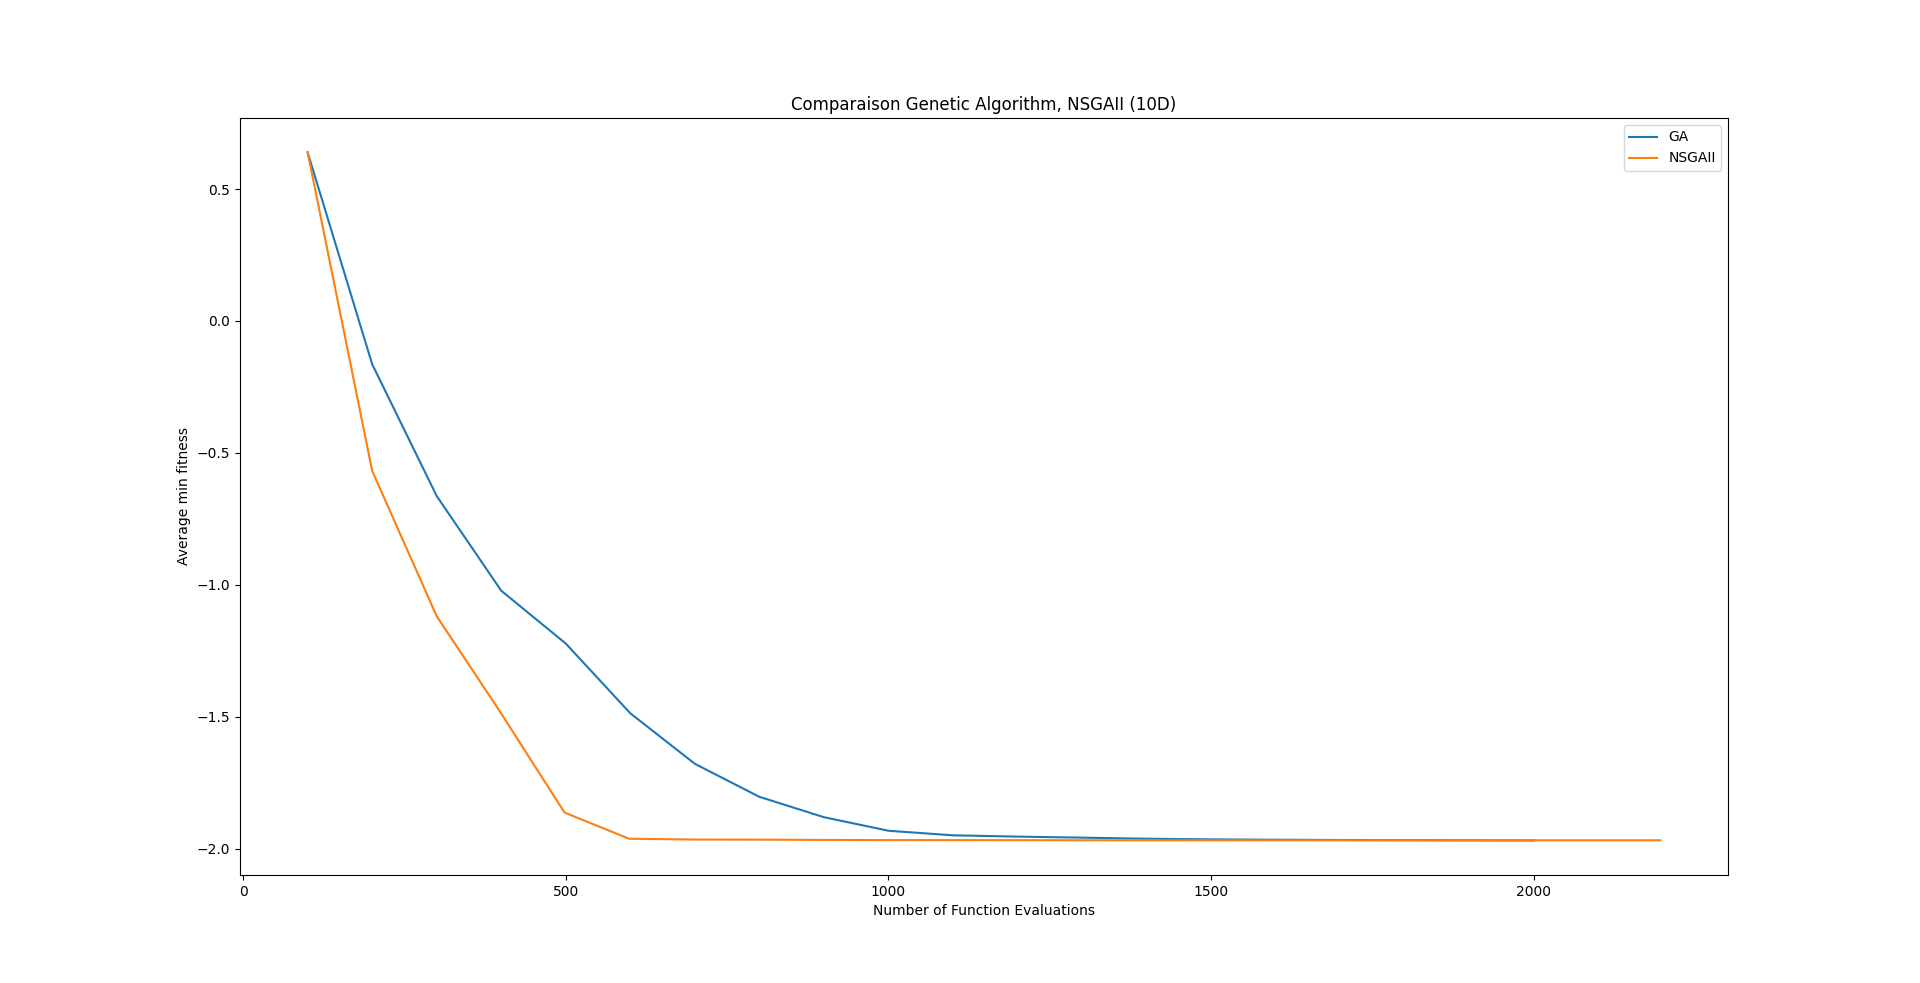 Comparaison Genetic Algorithm, NSGAII (10D)
GA
NSGAII
Average min fitness
0.5
0.0
−0.5
−1.0
−1.5
−2.0
0 500 1000 1500 2000
Number of Function Evaluations